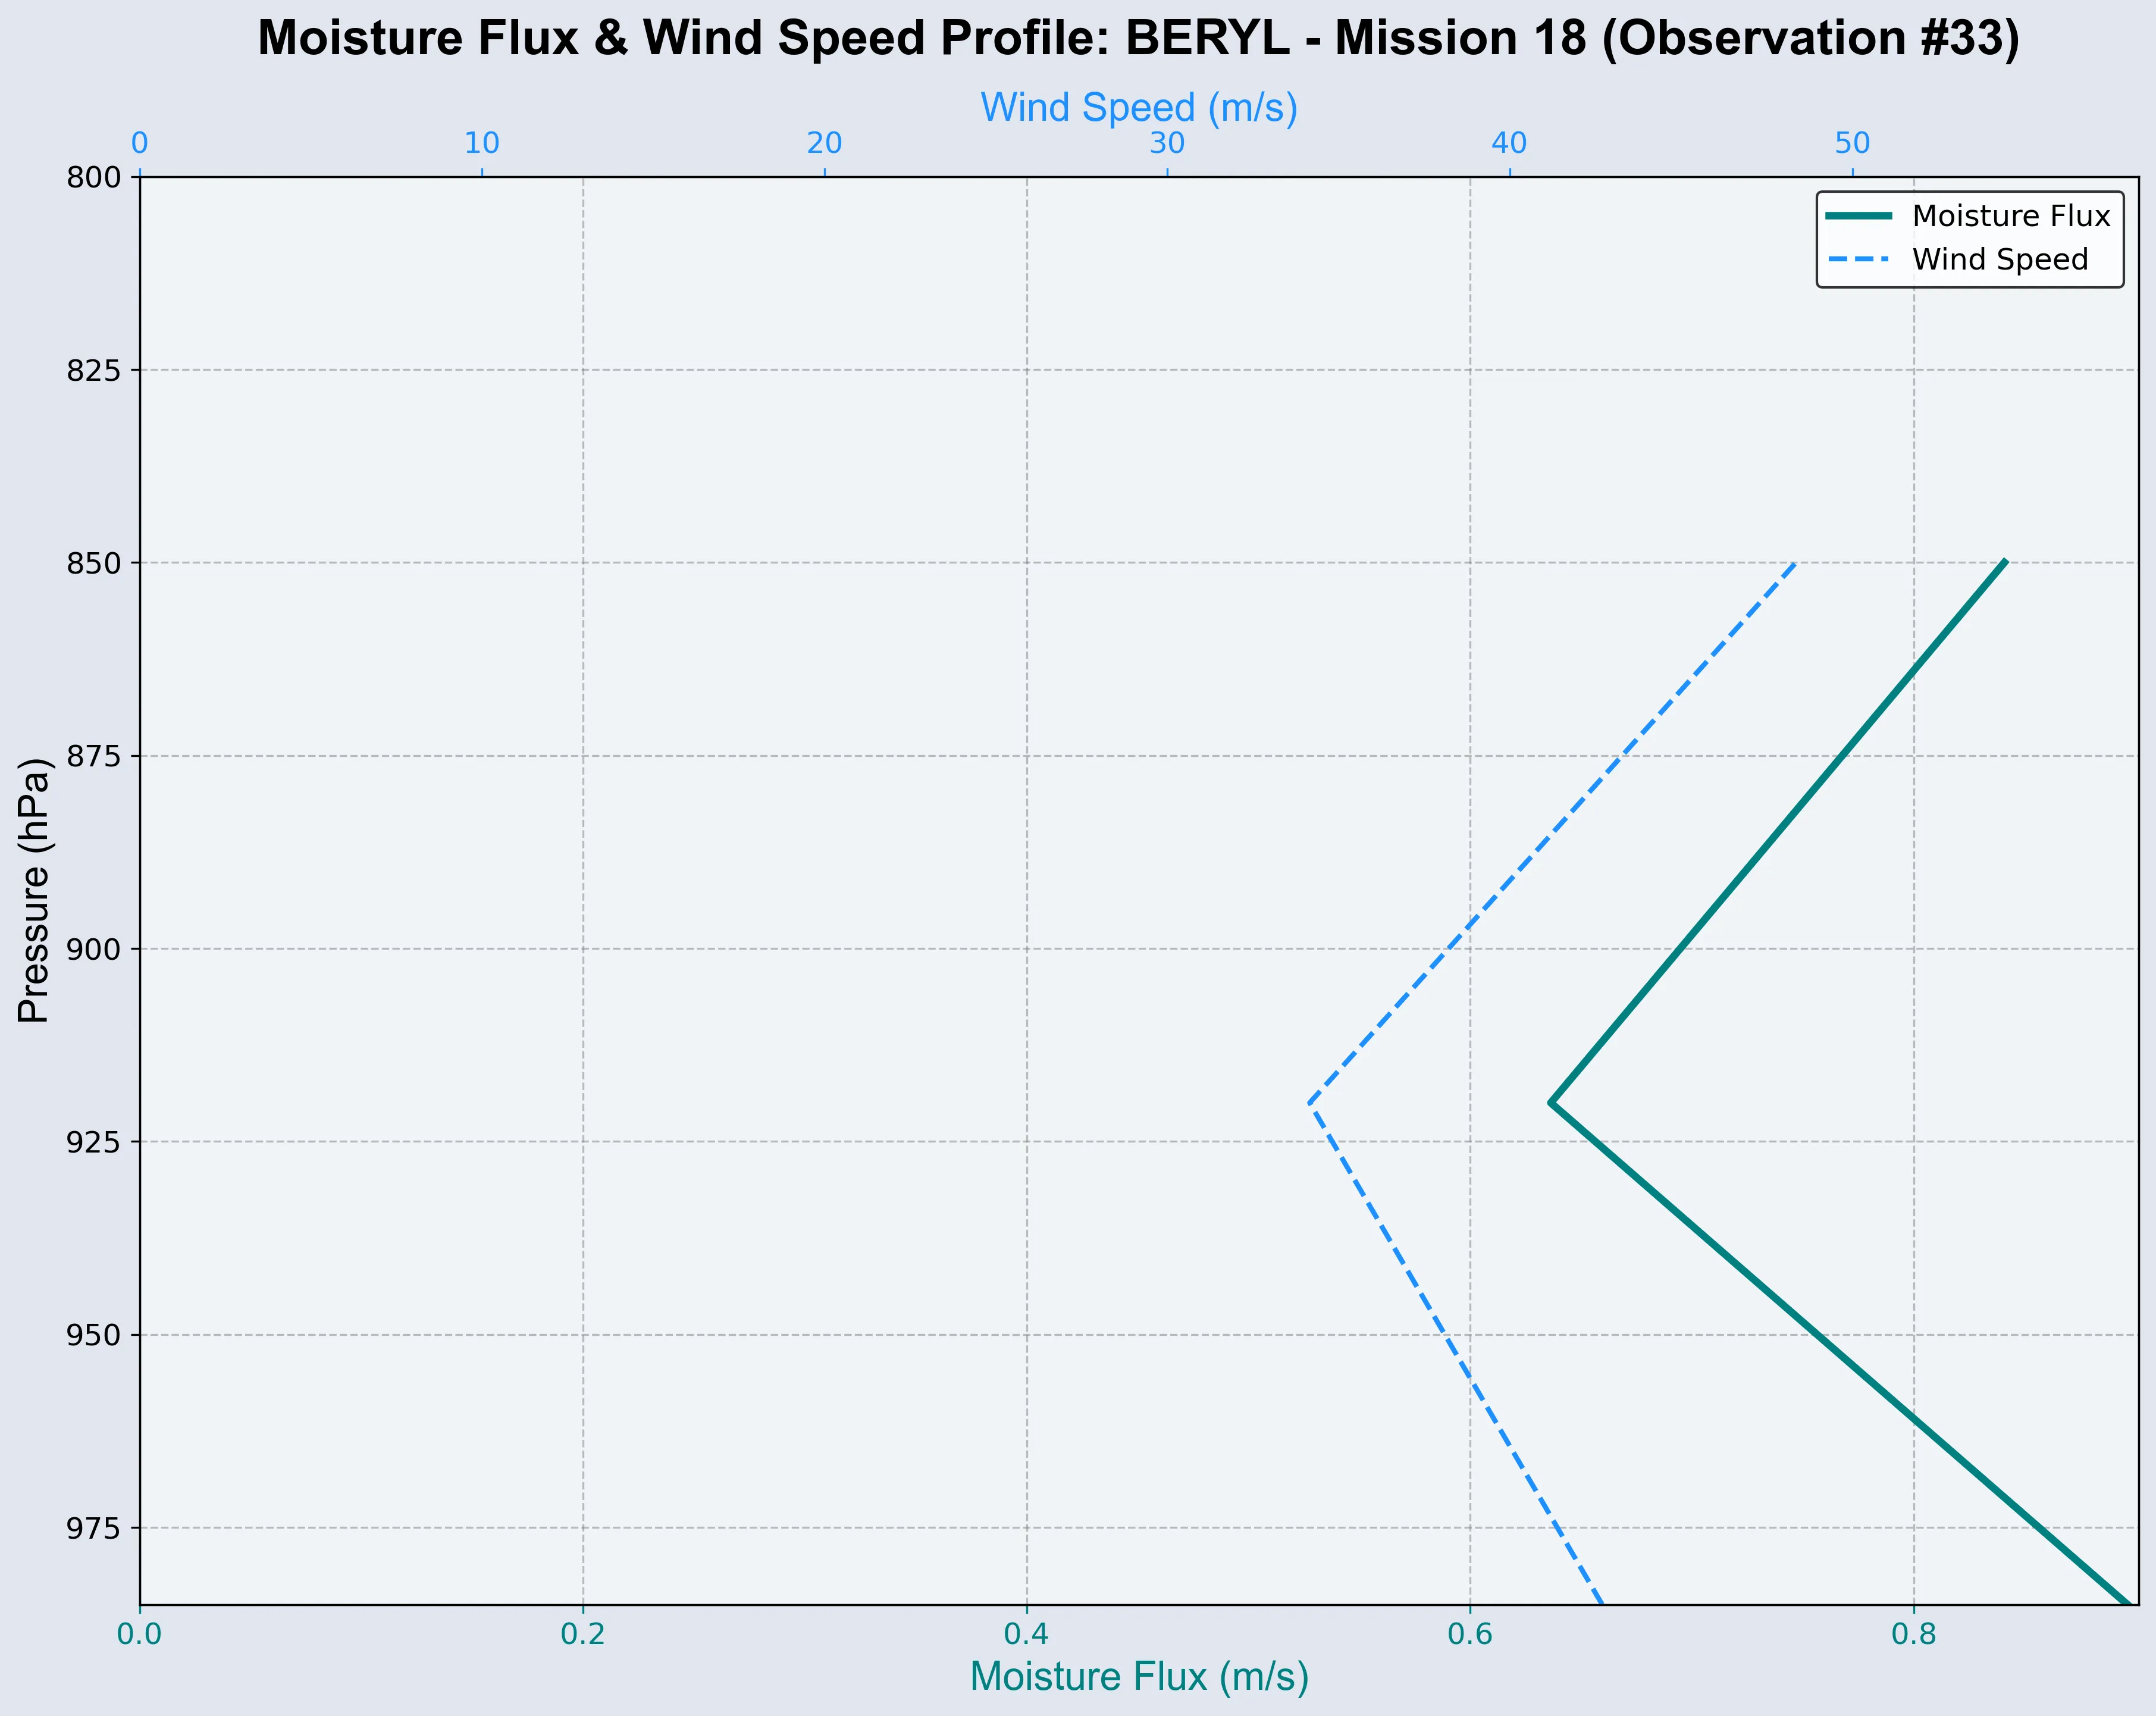 Moisture Flux & Wind Speed Profile: BERYL - Mission 18 (Observation #33)
Wind Speed (m/s)
0 10 20 30 40 50
Moisture Flux
Wind Speed
800
825
850
875
900
925
950
975
Pressure (hPa)
0.0 0.2 0.4 0.6 0.8
Moisture Flux (m/s)